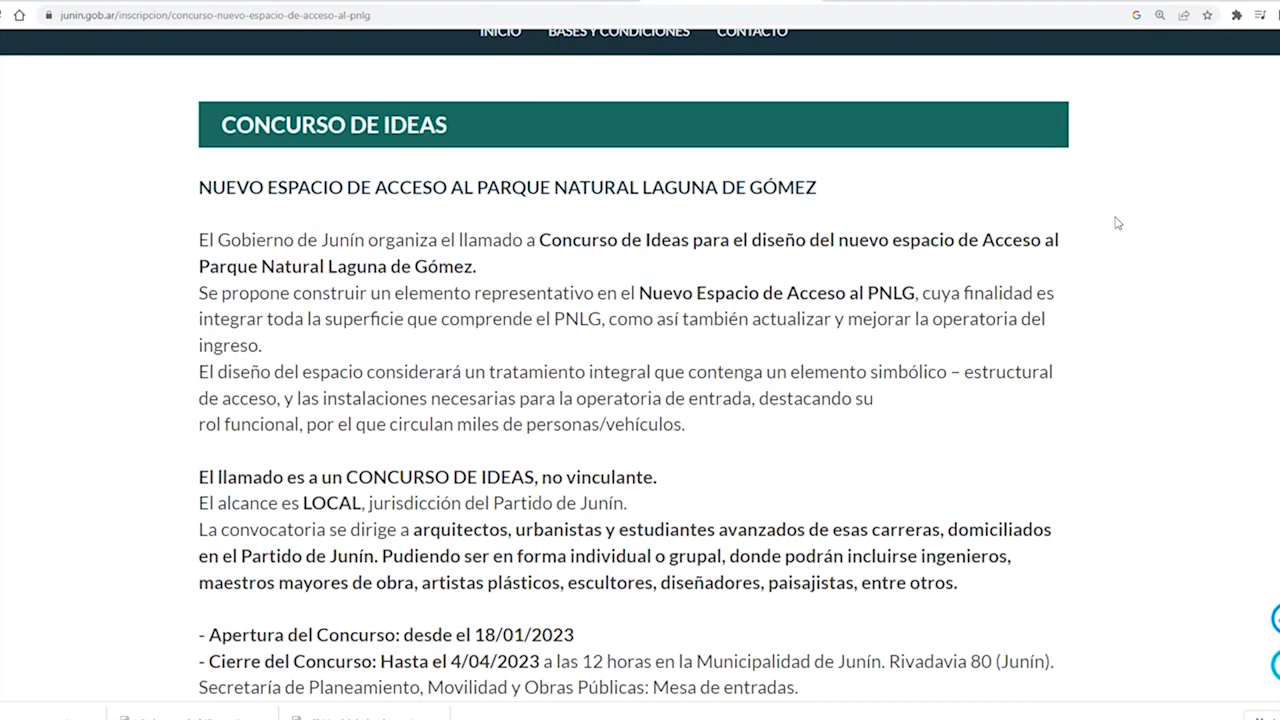 junin.gob.ar/inscripcion/concurso-nuevo-espacio-de-acceso-al-pnlg
INICIO BASES Y CONDICIONES CONTACTO
CONCURSO DE IDEAS
NUEVO ESPACIO DE ACCESO AL PARQUE NATURAL LAGUNA DE GÓMEZ
El Gobierno de Junín organiza el llamado a Concurso de Ideas para el diseño del nuevo espacio de Acceso al
Parque Natural Laguna de Gómez.
Se propone construir un elemento representativo en el Nuevo Espacio de Acceso al PNLG, cuya finalidad es
integrar toda la superficie que comprende el PNLG, como así también actualizar y mejorar la operatoria del
ingreso.
El diseño del espacio considerará un tratamiento integral que contenga un elemento simbólico – estructural
de acceso, y las instalaciones necesarias para la operatoria de entrada, destacando su
rol funcional, por el que circulan miles de personas/vehículos.
El llamado es a un CONCURSO DE IDEAS, no vinculante.
El alcance es LOCAL, jurisdicción del Partido de Junín.
La convocatoria se dirige a arquitectos, urbanistas y estudiantes avanzados de esas carreras, domiciliados
en el Partido de Junín. Pudiendo ser en forma individual o grupal, donde podrán incluirse ingenieros,
maestros mayores de obra, artistas plásticos, escultores, diseñadores, paisajistas, entre otros.
- Apertura del Concurso: desde el 18/01/2023
- Cierre del Concurso: Hasta el 4/04/2023 a las 12 horas en la Municipalidad de Junín. Rivadavia 80 (Junín).
Secretaría de Planeamiento, Movilidad y Obras Públicas: Mesa de entradas.